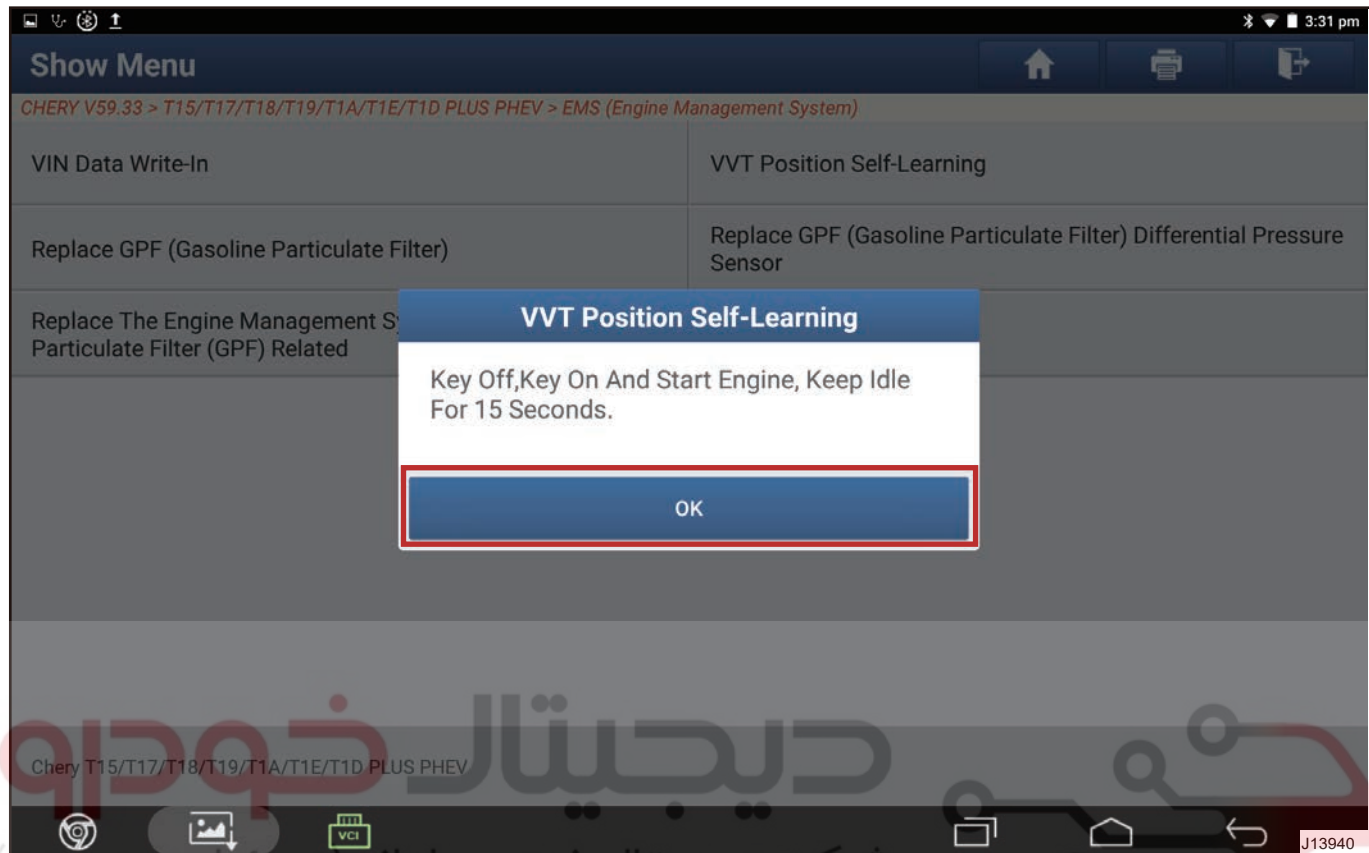 3:31 pm
Show Menu
CHERY V59.33 > T15/T17/T18/T19/T1A/T1E/T1D PLUS PHEV > EMS (Engine Management System)
VIN Data Write-In
VVT Position Self-Learning
Replace GPF (Gasoline Particulate Filter)
Replace GPF (Gasoline Particulate Filter) Differential Pressure
Sensor
Replace The Engine Management
Particulate Filter (GPF) Related
VVT Position Self-Learning
Key Off,Key On And Start Engine, Keep Idle
For 15 Seconds.
OK
دیجیتال خودرو
Chery T15/T17/T18/T19/T1A/T1E/T1D PLUS PHEV
VCI
J13940